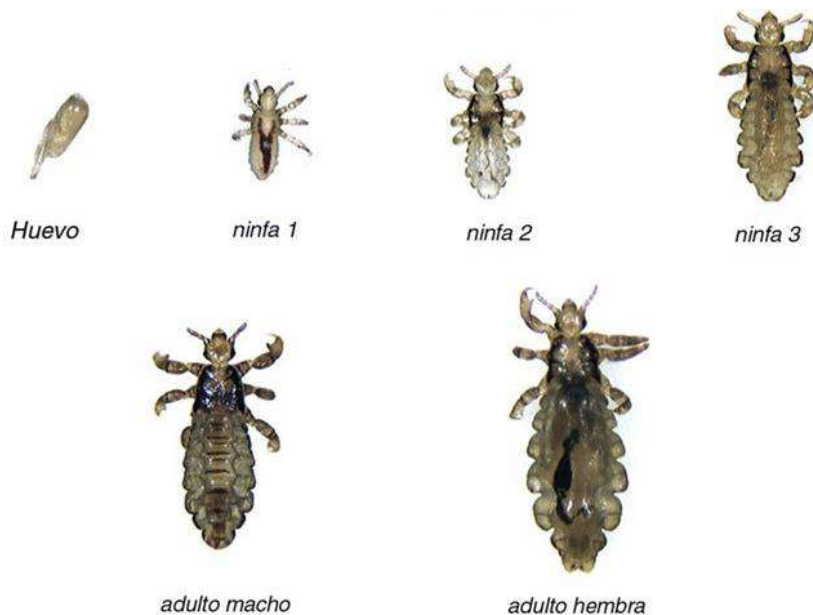 Huevo
ninfa 1
ninfa 2
ninfa 3
adulto macho
adulto hembra